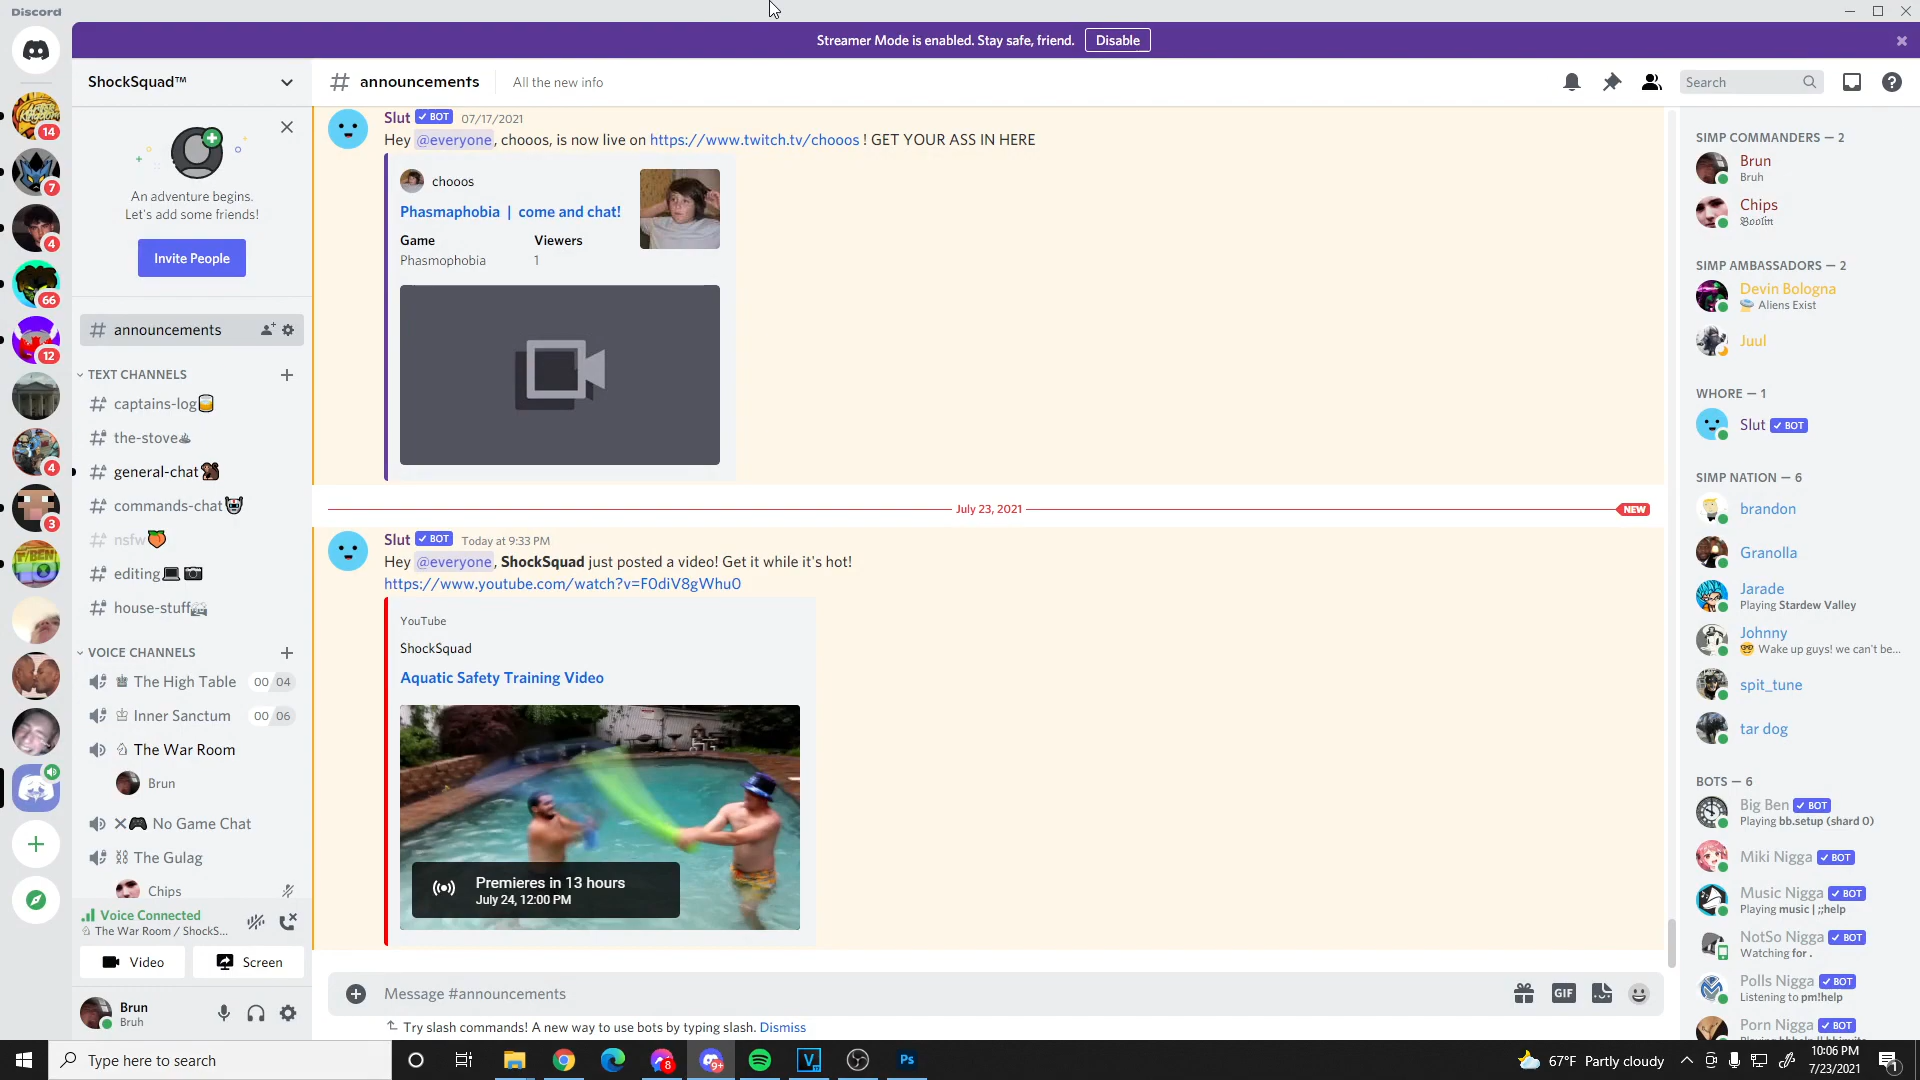 Discord
Streamer Mode is enabled. Stay safe, friend. Disable
ShockSquad™
announcements
All the new info
Search
14
7
4
66
12
4
3
An adventure begins.
Let's add some friends!
Invite People
announcements
TEXT CHANNELS
captains-log
the-stove
general-chat
commands-chat
nsfw
editing
house-stuff
VOICE CHANNELS
The High Table 00 04
Inner Sanctum 00 06
The War Room
Brun
No Game Chat
The Gulag
Chips
Voice Connected
The War Room / ShockS...
Video
Screen
Brun
Bruh
Slut BOT 07/17/2021
Hey @everyone, chooos, is now live on https://www.twitch.tv/chooos ! GET YOUR ASS IN HERE
chooos
Phasmaphobia | come and chat!
Game Viewers
Phasmophobia 1
July 23, 2021
NEW
Slut BOT Today at 9:33 PM
Hey @everyone, ShockSquad just posted a video! Get it while it's hot!
https://www.youtube.com/watch?v=F0diV8gWhu0
YouTube
ShockSquad
Aquatic Safety Training Video
Premieres in 13 hours
July 24, 12:00 PM
Message #announcements
GIF
Try slash commands! A new way to use bots by typing slash. Dismiss
SIMP COMMANDERS — 2
Brun
Bruh
Chips
𝔅𝔬𝔬𝔩𝔦𝔫
SIMP AMBASSADORS — 2
Devin Bologna
Aliens Exist
Juul
WHORE — 1
Slut BOT
SIMP NATION — 6
brandon
Granolla
Jarade
Playing Stardew Valley
Johnny
Wake up guys! we can't be...
spit_tune
tar dog
BOTS — 6
Big Ben BOT
Playing bb.setup (shard 0)
Miki Nigga BOT
Music Nigga BOT
Playing music | ;;help
NotSo Nigga BOT
Watching for .
Polls Nigga BOT
Listening to pm!help
Porn Nigga BOT
Type here to search
8
9+
V
Ps
67°F Partly cloudy
10:06 PM
7/23/2021
1